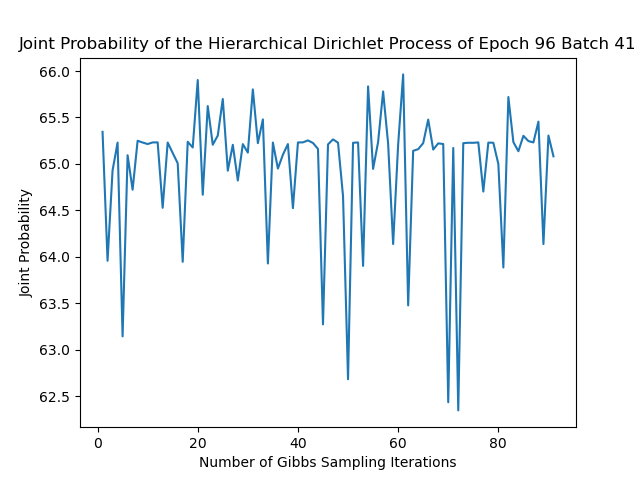 Joint Probability of the Hierarchical Dirichlet Process of Epoch 96 Batch 41
66.0
65.5
65.0
64.5
64.0
63.5
63.0
62.5
Joint Probability
0 20 40 60 80
Number of Gibbs Sampling Iterations